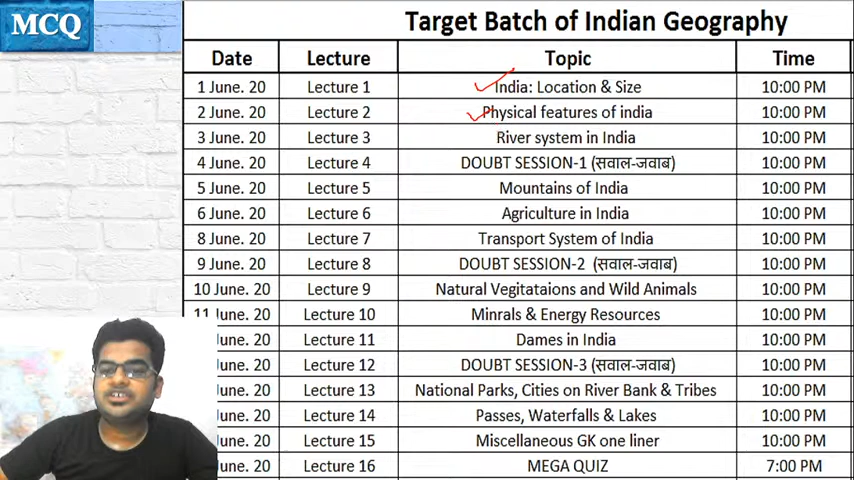 MCQ
Target Batch of Indian Geography
Date Lecture Topic Time
1 June. 20 Lecture 1 India: Location & Size 10:00 PM
2 June. 20 Lecture 2 Physical features of india 10:00 PM
3 June. 20 Lecture 3 River system in India 10:00 PM
4 June. 20 Lecture 4 DOUBT SESSION-1 (सवाल-जवाब) 10:00 PM
5 June. 20 Lecture 5 Mountains of India 10:00 PM
6 June. 20 Lecture 6 Agriculture in India 10:00 PM
8 June. 20 Lecture 7 Transport System of India 10:00 PM
9 June. 20 Lecture 8 DOUBT SESSION-2 (सवाल-जवाब) 10:00 PM
10 June. 20 Lecture 9 Natural Vegitataions and Wild Animals 10:00 PM
11 June. 20 Lecture 10 Minrals & Energy Resources 10:00 PM
June. 20 Lecture 11 Dames in India 10:00 PM
June. 20 Lecture 12 DOUBT SESSION-3 (सवाल-जवाब) 10:00 PM
June. 20 Lecture 13 National Parks, Cities on River Bank & Tribes 10:00 PM
June. 20 Lecture 14 Passes, Waterfalls & Lakes 10:00 PM
June. 20 Lecture 15 Miscellaneous GK one liner 10:00 PM
June. 20 Lecture 16 MEGA QUIZ 7:00 PM